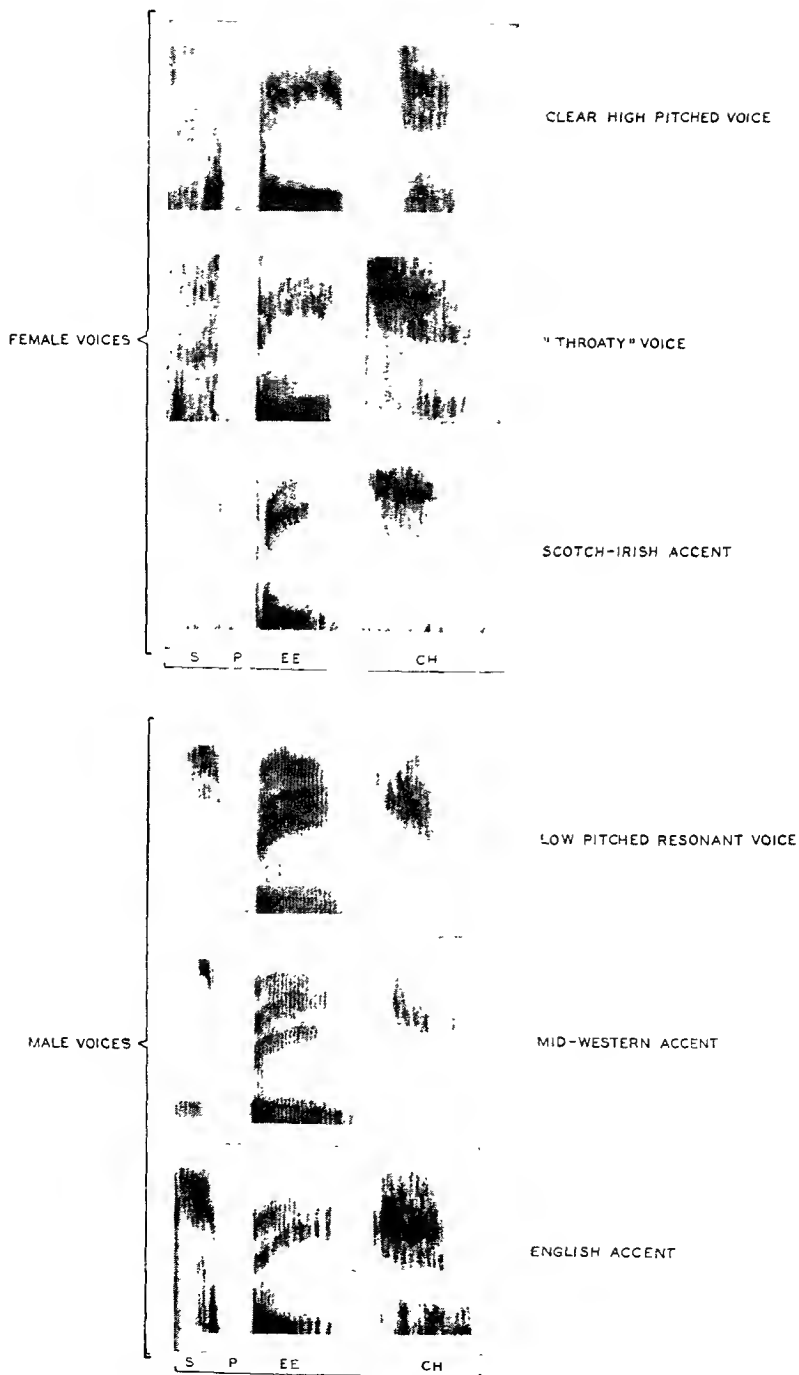 CLEAR HIGH PITCHED VOICE
FEMALE VOICES
"THROATY" VOICE
SCOTCH-IRISH ACCENT
S P EE CH
LOW PITCHED RESONANT VOICE
MALE VOICES
MID-WESTERN ACCENT
ENGLISH ACCENT
S P EE CH